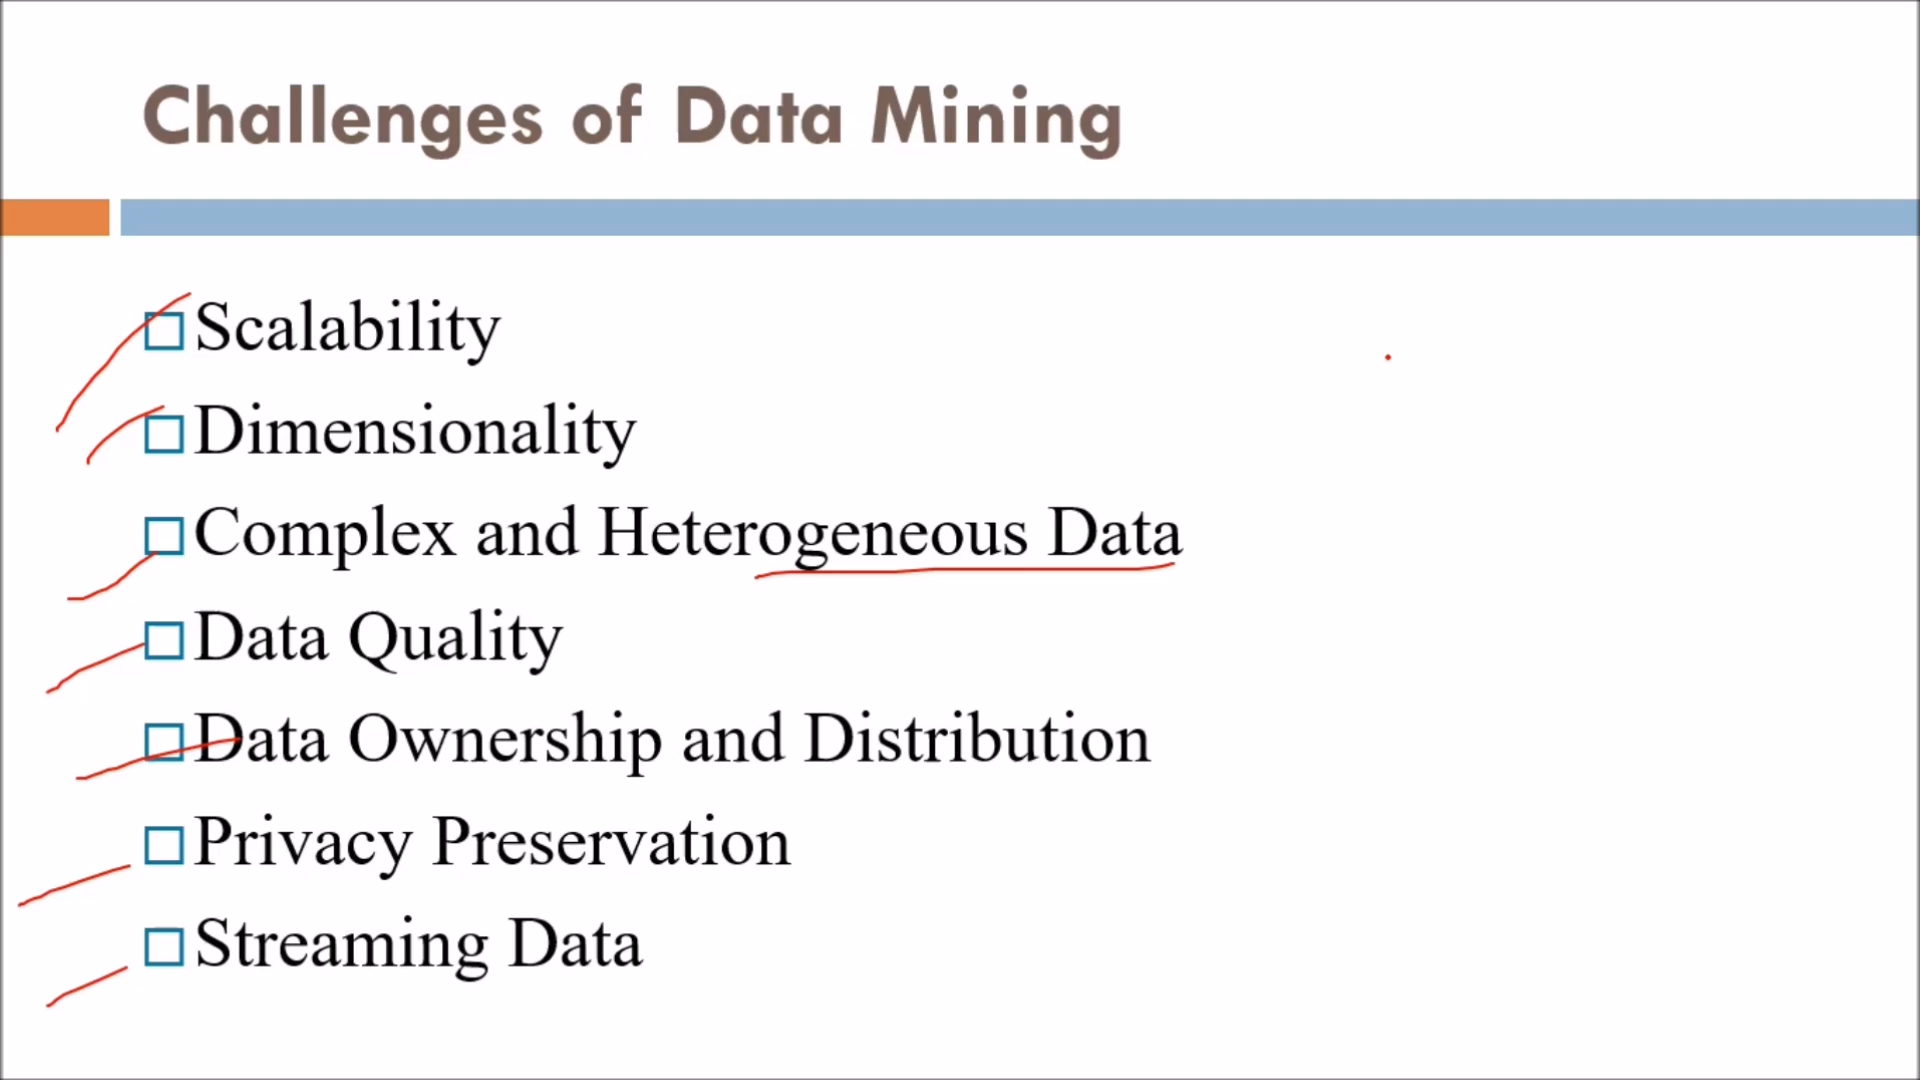 Challenges of Data Mining
Scalability
Dimensionality
Complex and Heterogeneous Data
Data Quality
Data Ownership and Distribution
Privacy Preservation
Streaming Data